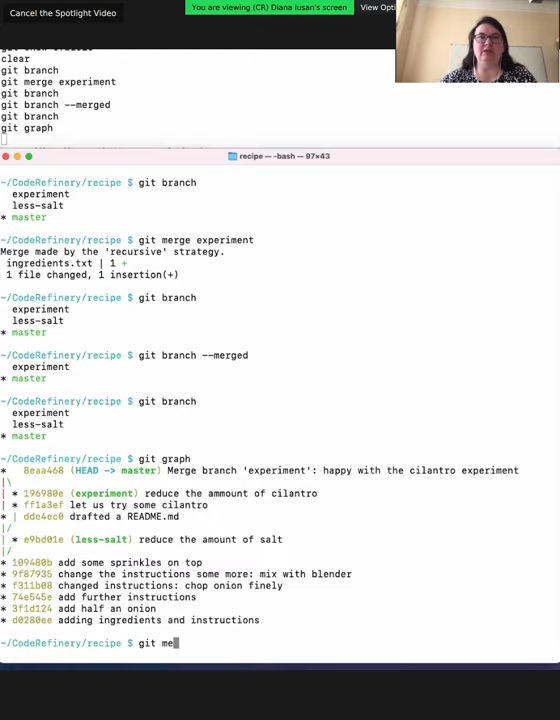 Cancel the Spotlight Video
You are viewing (CR) Diana Iusan's screen
View Opti
clear
git branch
git merge experiment
git branch
git branch --merged
git branch
git graph
recipe — -bash — 97×43
~/CodeRefinery/recipe $ git branch
experiment
less-salt
* master
~/CodeRefinery/recipe $ git merge experiment
Merge made by the 'recursive' strategy.
ingredients.txt | 1 +
1 file changed, 1 insertion(+)
~/CodeRefinery/recipe $ git branch
experiment
less-salt
* master
~/CodeRefinery/recipe $ git branch --merged
experiment
* master
~/CodeRefinery/recipe $ git branch
experiment
less-salt
* master
~/CodeRefinery/recipe $ git graph
*   8eaa468 (HEAD -> master) Merge branch 'experiment': happy with the cilantro experiment
|\
| * 196980e (experiment) reduce the ammount of cilantro
| * ff1a3ef let us try some cilantro
* | dde4ec0 drafted a README.md
|/
| * e9bd01e (less-salt) reduce the amount of salt
|/
* 109480b add some sprinkles on top
* 9f87935 change the instructions some more: mix with blender
* f311b08 changed instructions: chop onion finely
* 74e545e add further instructions
* 3f1d124 add half an onion
* d0280ee adding ingredients and instructions
~/CodeRefinery/recipe $ git me